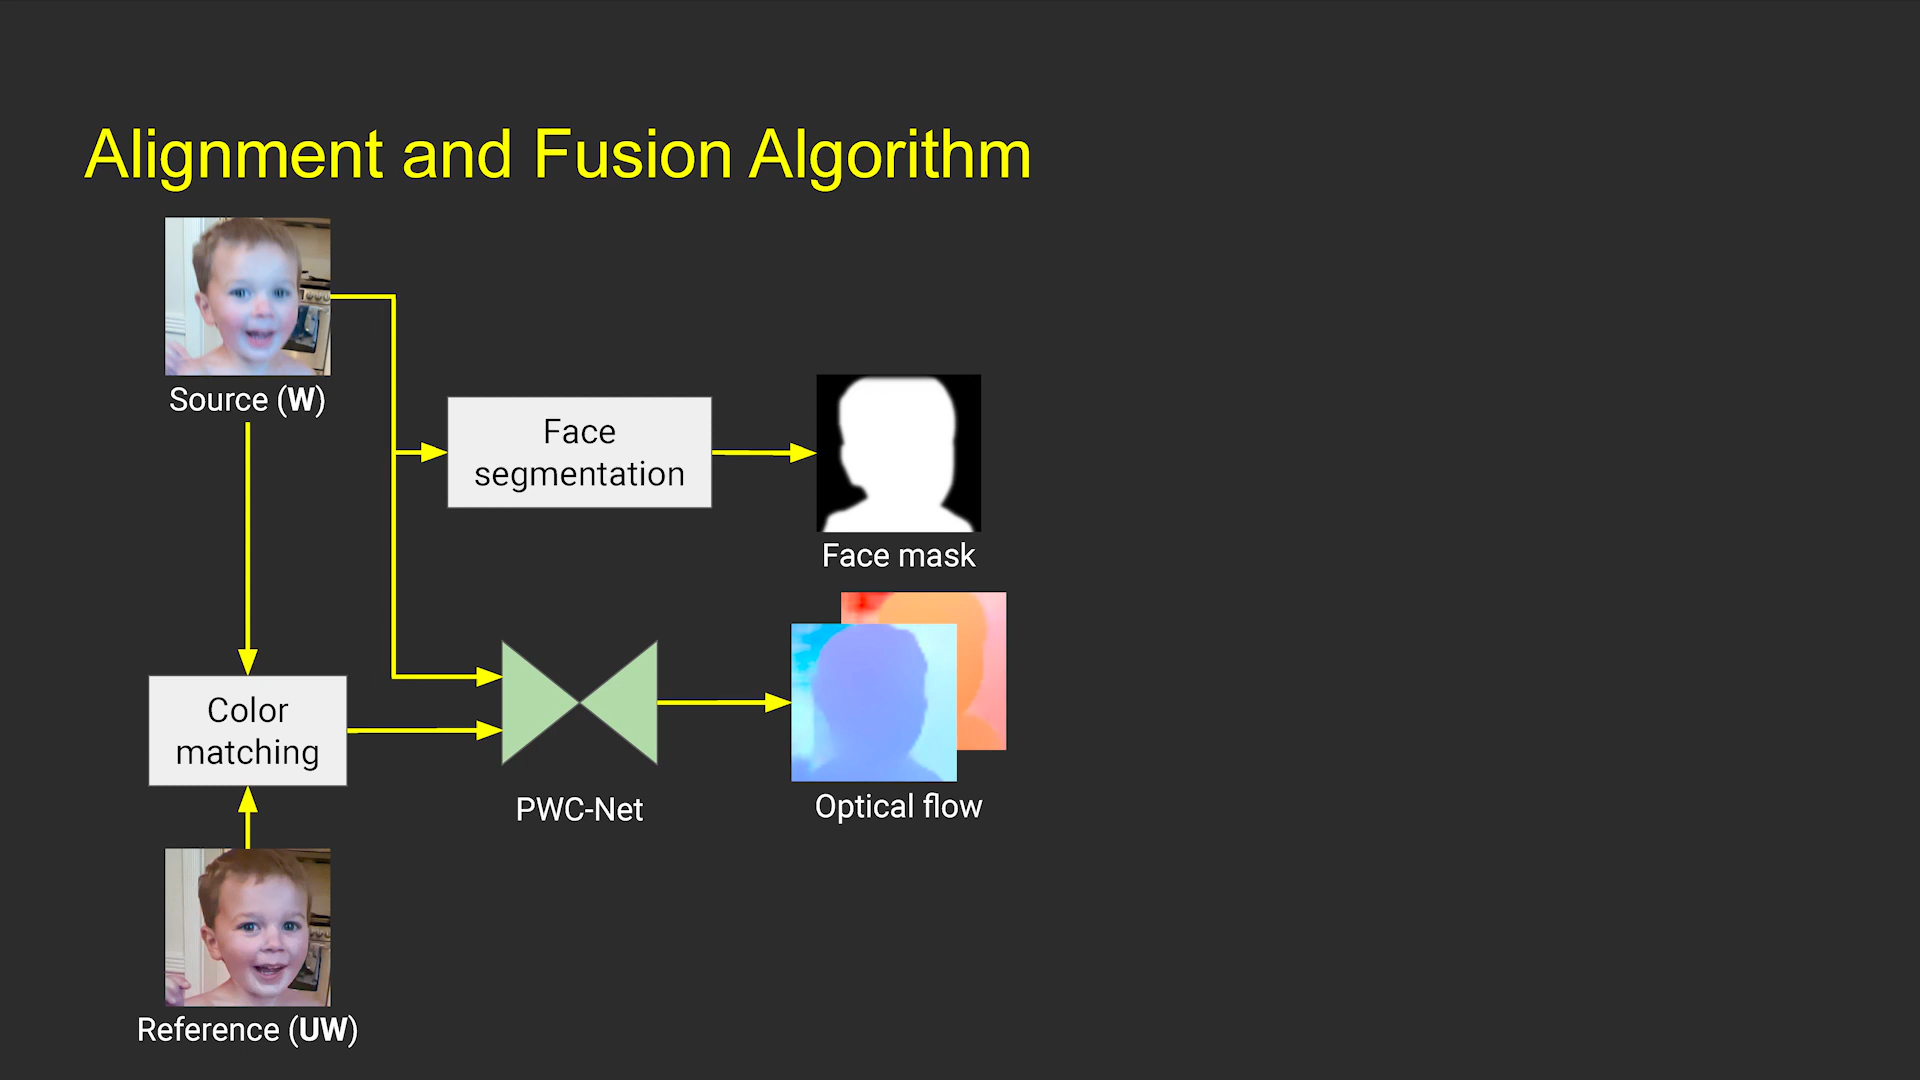 Alignment and Fusion Algorithm
Source (W)
Face
segmentation
Face mask
Color
matching
PWC-Net
Optical flow
Reference (UW)